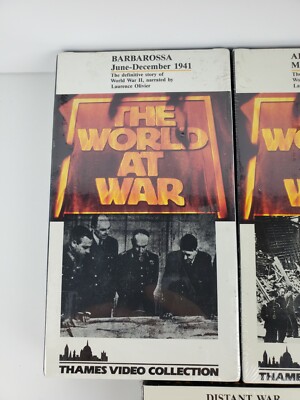 BARBAROSSA
June-December 1941
The definitive story of
World War II, narrated by
Laurence Olivier
THE
WORLD
AT
WAR
THAMES VIDEO COLLECTION
THAMES
DISTANT WAR